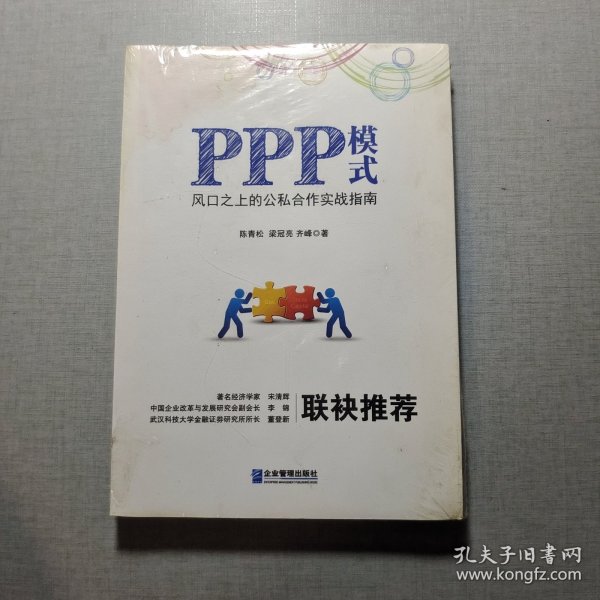 PPP模式
风口之上的公私合作实战指南
陈青松 梁冠亮 齐峰◎著
著名经济学家 宋清辉
中国企业改革与发展研究会副会长 李锦
武汉科技大学金融证券研究所所长 董登新
联袂推荐
企业管理出版社
ENTERPRISE MANAGEMENT PUBLISHING HOUSE
孔夫子旧书网
www.kongfz.com